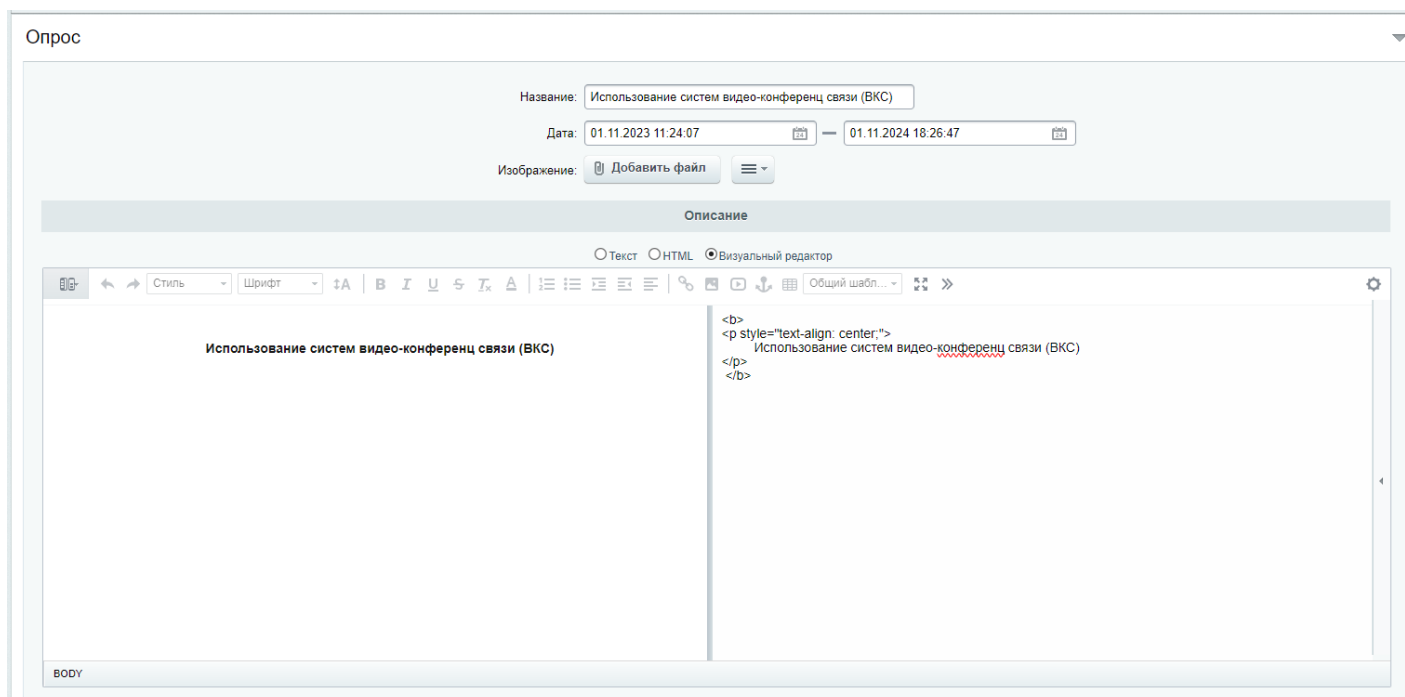 Опрос
Название: Использование систем видео-конференц связи (ВКС)
Дата: 01.11.2023 11:24:07 — 01.11.2024 18:26:47
Изображение: Добавить файл
Описание
Текст HTML Визуальный редактор
Стиль Шрифт A B I U S Tx A Общий шабл...
Использование систем видео-конференц связи (ВКС)
<b>
<p style="text-align: center;">
Использование систем видео-конференц связи (ВКС)
</p>
</b>
BODY